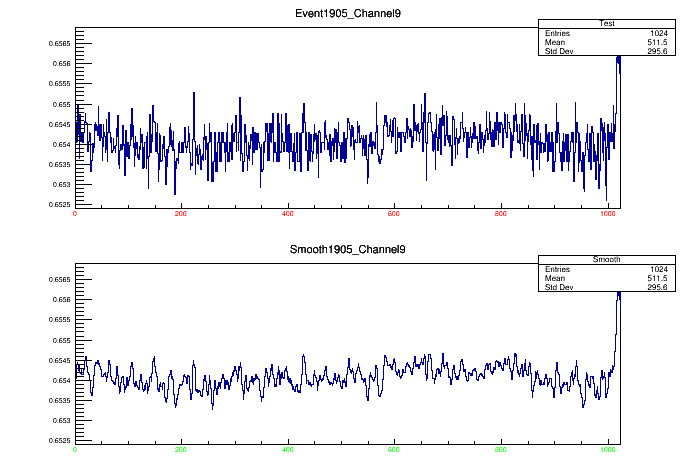 Event1905_Channel9
Test
Entries 1024
Mean 511.5
Std Dev 295.6
0.6565
0.656
0.6555
0.655
0.6545
0.654
0.6535
0.653
0.6525
0 200 400 600 800 1000
Smooth1905_Channel9
Smooth
Entries 1024
Mean 511.5
Std Dev 295.6
0.6565
0.656
0.6555
0.655
0.6545
0.654
0.6535
0.653
0.6525
0 200 400 600 800 1000